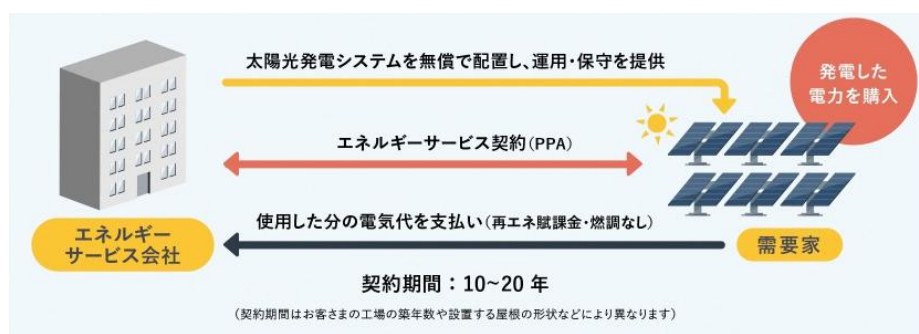 太陽光発電システムを無償で配置し、運用・保守を提供
発電した
電力を購入
エネルギーサービス契約(PPA)
使用した分の電気代を支払い(再エネ賦課金・燃調なし)
エネルギー
サービス会社
需要家
契約期間:10~20 年
(契約期間はお客さまの工場の築年数や設置する屋根の形状などにより異なります)